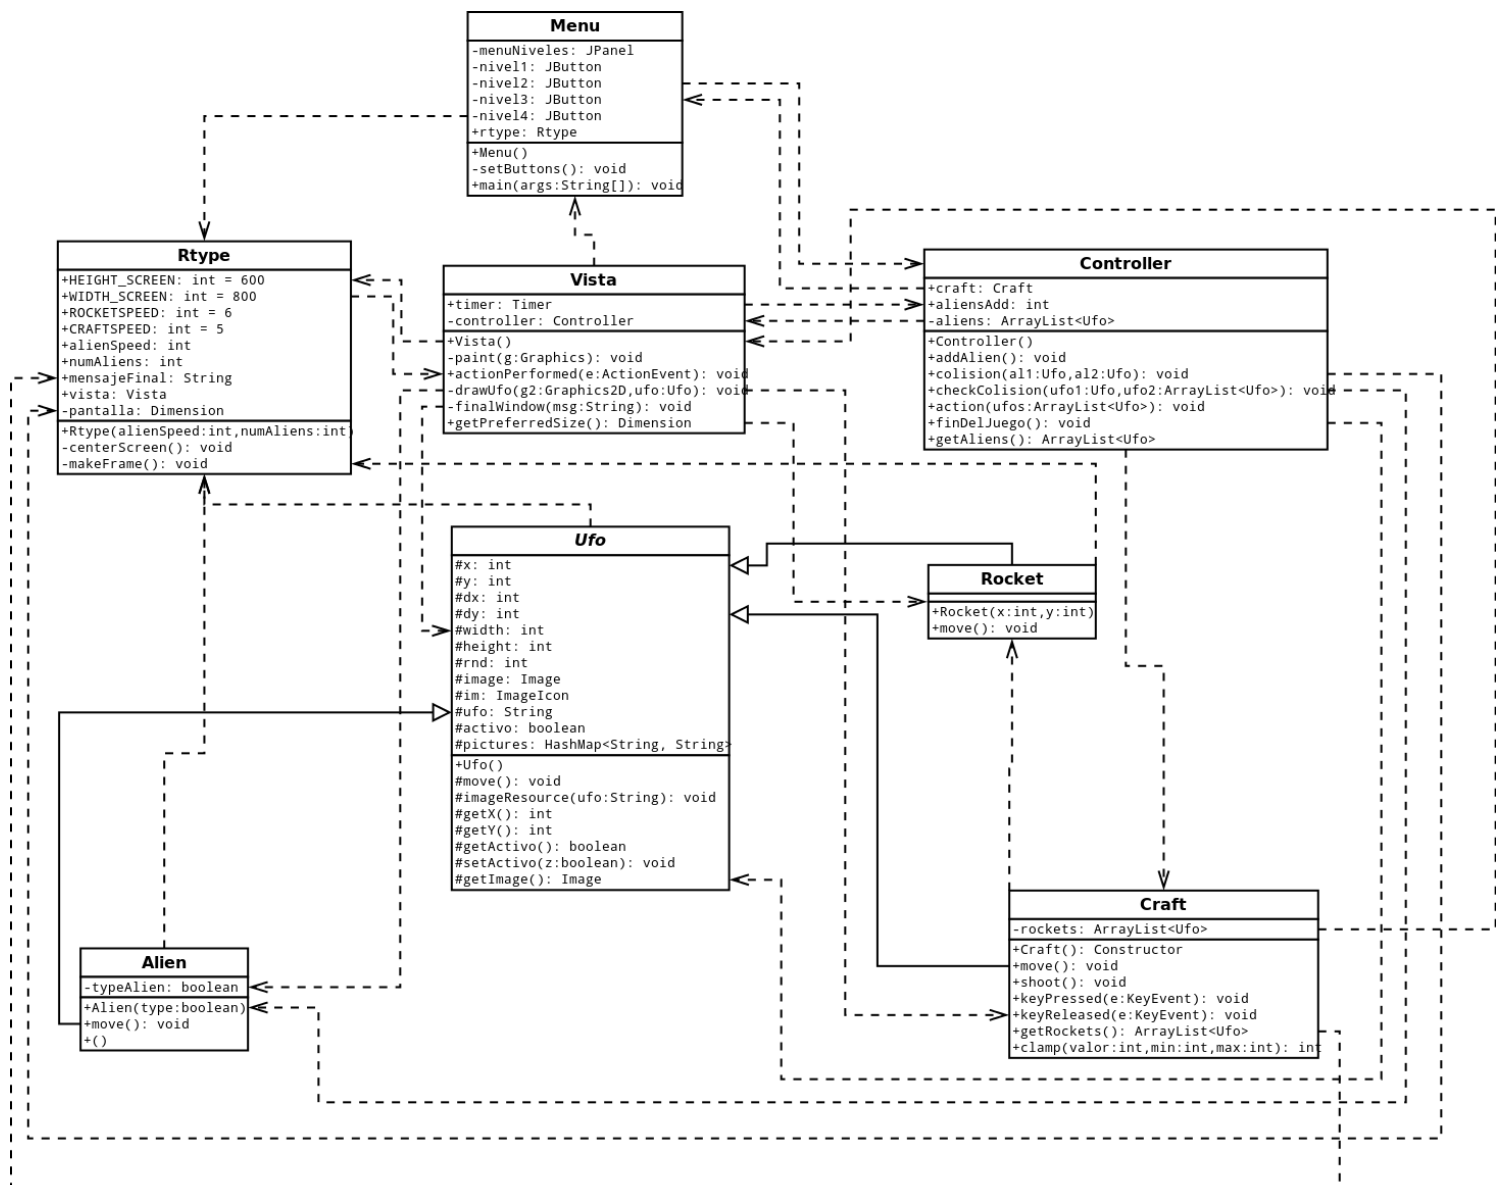 Menu
-menuNiveles: JPanel
-nivel1: JButton
-nivel2: JButton
-nivel3: JButton
-nivel4: JButton
+rtype: Rtype
+Menu()
-setButtons(): void
+main(args:String[]): void
Rtype
+HEIGHT_SCREEN: int = 600
+WIDTH_SCREEN: int = 800
+ROCKETSPEED: int = 6
+CRAFTSPEED: int = 5
+alienSpeed: int
+numAliens: int
+mensajeFinal: String
+vista: Vista
-pantalla: Dimension
+Rtype(alienSpeed:int,numAliens:int)
-centerScreen(): void
-makeFrame(): void
Vista
+timer: Timer
-controller: Controller
+Vista()
-paint(g:Graphics): void
+actionPerformed(e:ActionEvent): void
-drawUfo(g2:Graphics2D,ufo:Ufo): void
-finalWindow(msg:String): void
+getPreferredSize(): Dimension
Controller
+craft: Craft
+aliensAdd: int
-aliens: ArrayList<Ufo>
+Controller()
+addAlien(): void
+colision(al1:Ufo,al2:Ufo): void
+checkColision(ufo1:Ufo,ufo2:ArrayList<Ufo>): void
+action(ufos:ArrayList<Ufo>): void
+finDelJuego(): void
+getAliens(): ArrayList<Ufo>
Ufo
#x: int
#y: int
#dx: int
#dy: int
#width: int
#height: int
#rnd: int
#image: Image
#im: ImageIcon
#ufo: String
#activo: boolean
#pictures: HashMap<String, String>
+Ufo()
#move(): void
#imageResource(ufo:String): void
#getX(): int
#getY(): int
#getActivo(): boolean
#setActivo(z:boolean): void
#getImage(): Image
Rocket
+Rocket(x:int,y:int)
+move(): void
Alien
-typeAlien: boolean
+Alien(type:boolean)
+move(): void
+()
Craft
-rockets: ArrayList<Ufo>
+Craft(): Constructor
+move(): void
+shoot(): void
+keyPressed(e:KeyEvent): void
+keyReleased(e:KeyEvent): void
+getRockets(): ArrayList<Ufo>
+clamp(valor:int,min:int,max:int): int